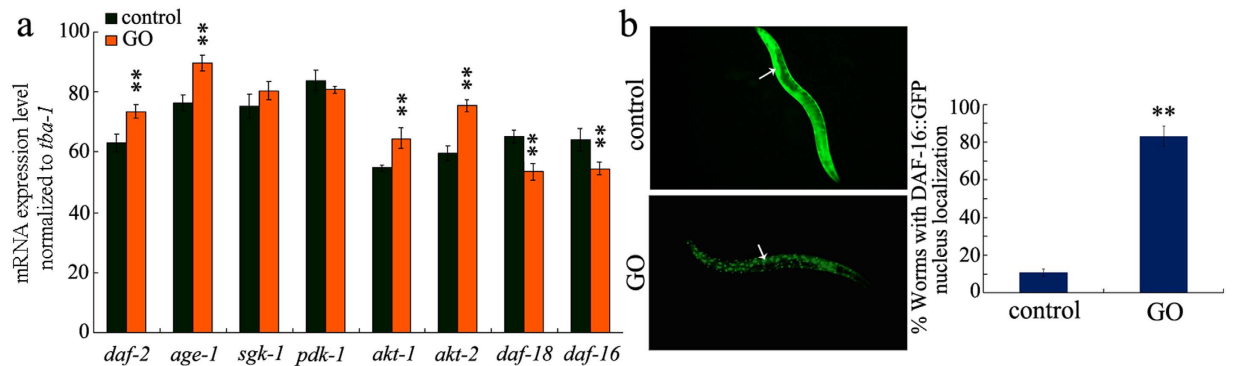 a
control
GO
mRNA expression level
normalized to tba-1
100
80
60
40
20
0
**
**
**
**
**
**
daf-2 age-1 sgk-1 pdk-1 akt-1 akt-2 daf-18 daf-16
b
control
GO
% Worms with DAF-16::GFP
nucleus localization
100
80
60
40
20
10
0
**
control GO